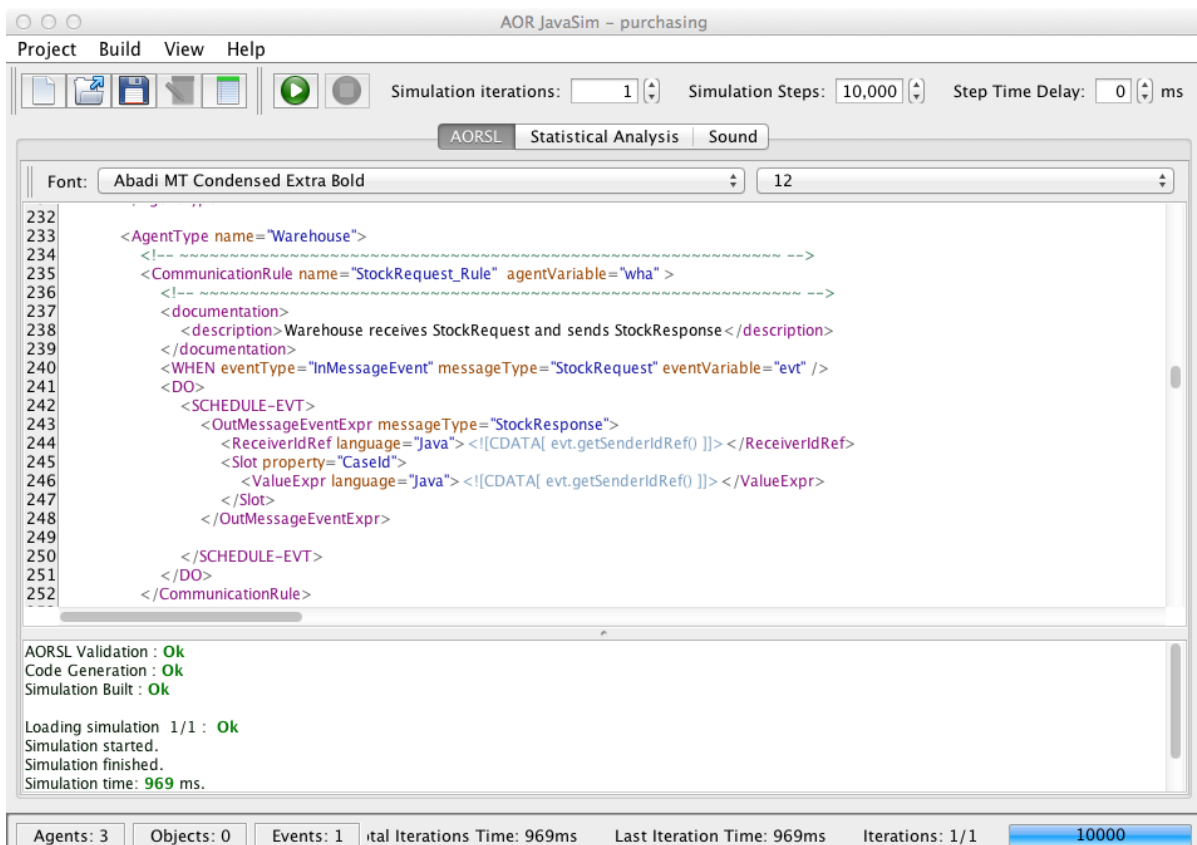 AOR JavaSim – purchasing
Project Build View Help
Simulation iterations: 1 Simulation Steps: 10,000 Step Time Delay: 0 ms
AORSL Statistical Analysis Sound
Font: Abadi MT Condensed Extra Bold 12
232
233 <AgentType name="Warehouse">
234 <!-- ~~~~~~~~~~~~~~~~~~~~~~~~~~~~~~~~~~~~~~~~~~~~~~~~~~~~~~~~~~~~ -->
235 <CommunicationRule name="StockRequest_Rule" agentVariable="wha" >
236 <!-- ~~~~~~~~~~~~~~~~~~~~~~~~~~~~~~~~~~~~~~~~~~~~~~~~~~~~~~~~~~~~ -->
237 <documentation>
238 <description>Warehouse receives StockRequest and sends StockResponse</description>
239 </documentation>
240 <WHEN eventType="InMessageEvent" messageType="StockRequest" eventVariable="evt" />
241 <DO>
242 <SCHEDULE-EVT>
243 <OutMessageEventExpr messageType="StockResponse">
244 <ReceiverIdRef language="Java"><![CDATA[ evt.getSenderIdRef() ]]></ReceiverIdRef>
245 <Slot property="CaseId">
246 <ValueExpr language="Java"><![CDATA[ evt.getSenderIdRef() ]]></ValueExpr>
247 </Slot>
248 </OutMessageEventExpr>
249
250 </SCHEDULE-EVT>
251 </DO>
252 </CommunicationRule>
AORSL Validation : Ok
Code Generation : Ok
Simulation Built : Ok
Loading simulation 1/1 : Ok
Simulation started.
Simulation finished.
Simulation time: 969 ms.
Agents: 3 Objects: 0 Events: 1 tal Iterations Time: 969ms Last Iteration Time: 969ms Iterations: 1/1 10000